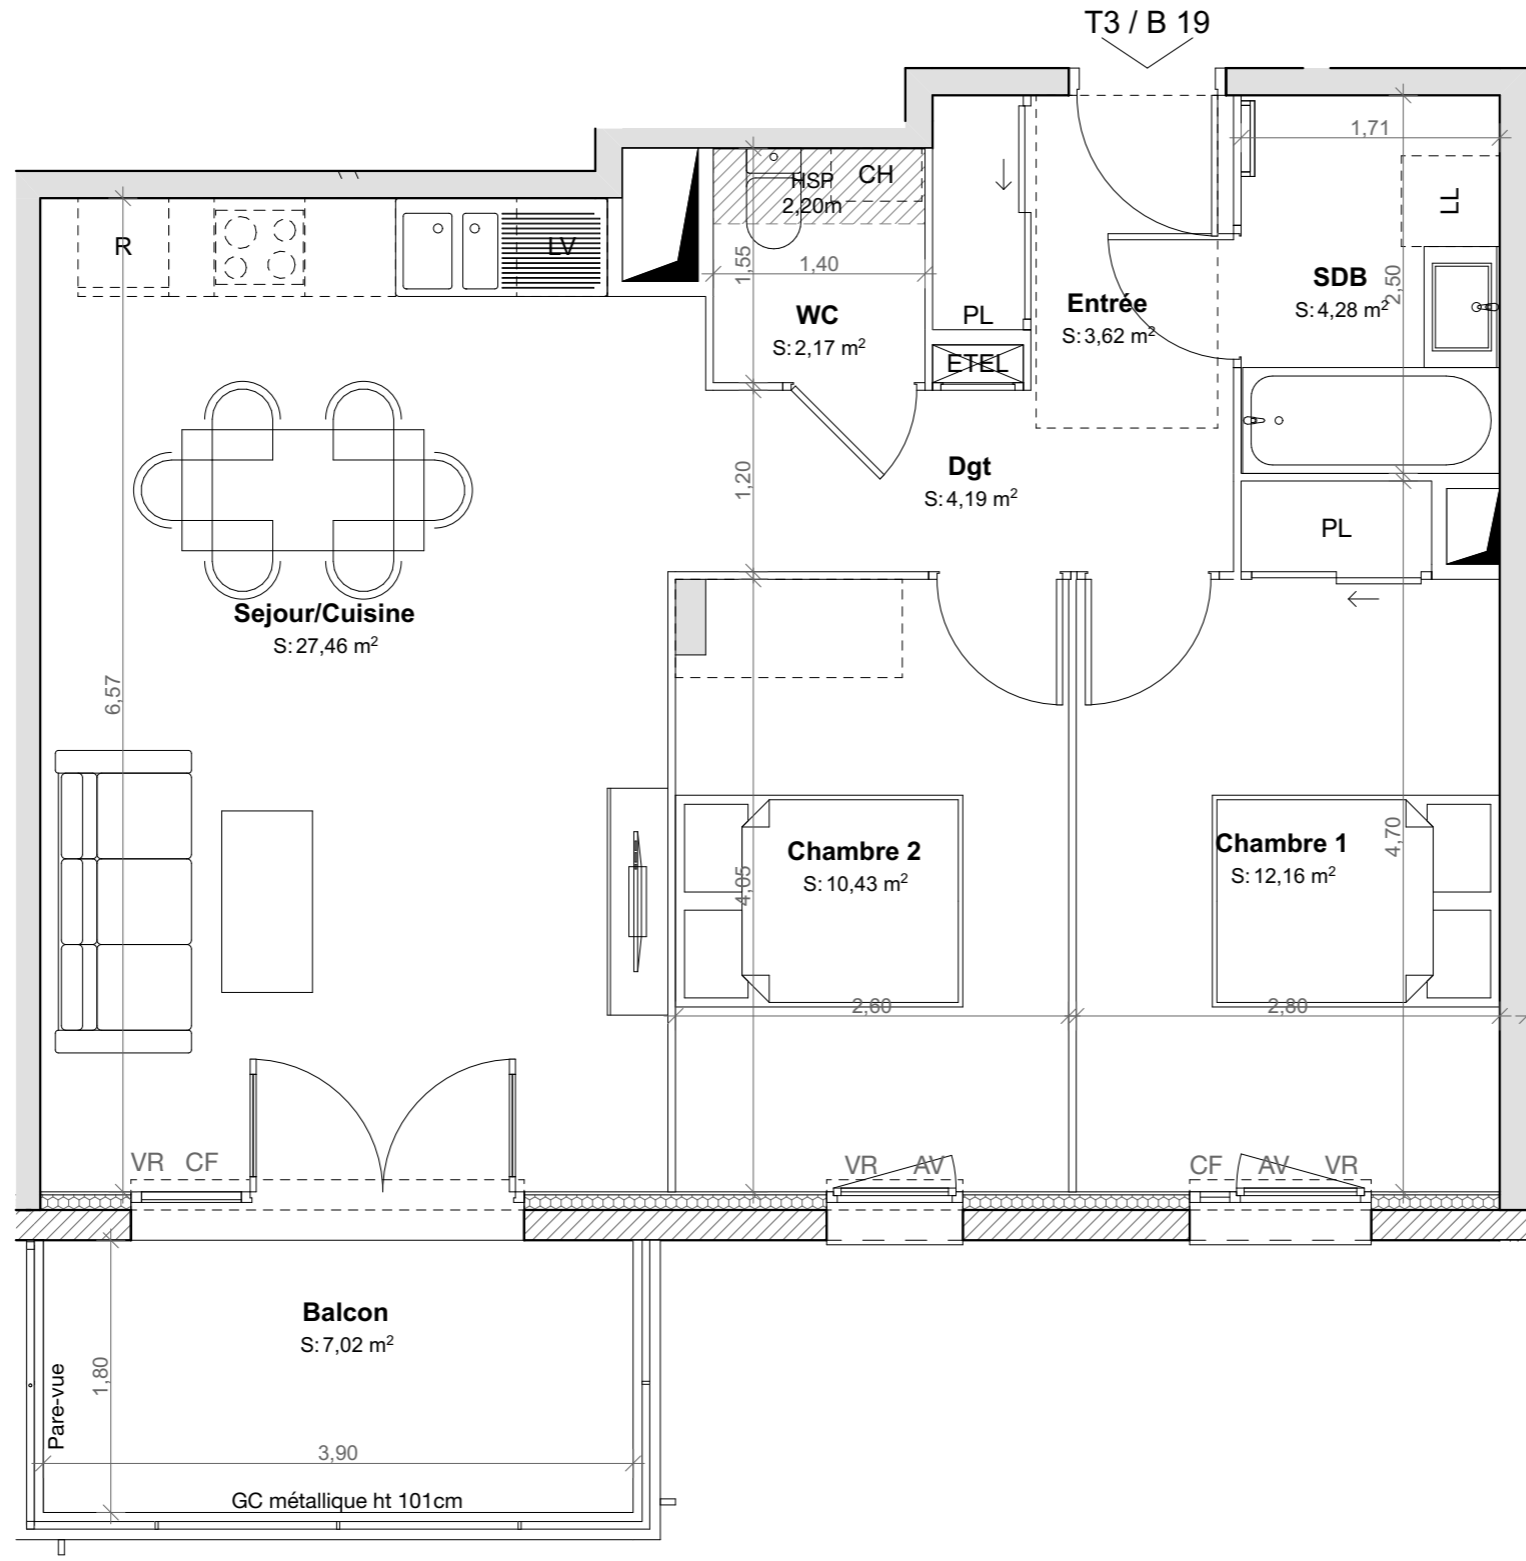 T3 / B 19
1,71
HSP
2,20m
CH
LL
R
LV
1,55
1,40
2,50
WC
S: 2,17 m²
PL
ETEL
Entrée
S: 3,62 m²
SDB
S: 4,28 m²
1,20
Dgt
S: 4,19 m²
PL
Sejour/Cuisine
S: 27,46 m²
6,57
Chambre 2
S: 10,43 m²
4,05
Chambre 1
S: 12,16 m²
4,70
2,60
2,80
VR CF
VR AV
CF AV VR
Balcon
S: 7,02 m²
1,80
Pare-vue
3,90
GC métallique ht 101cm